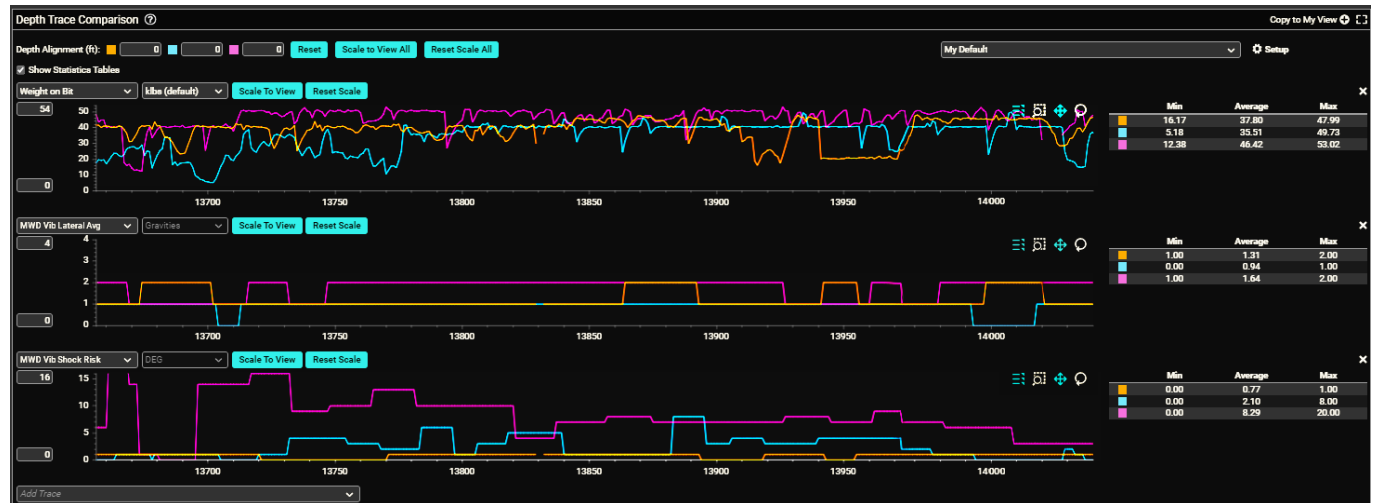 Depth Trace Comparison ?
Copy to My View
Depth Alignment (ft): 0 0 0 Reset Scale to View All Reset Scale All
My Default
Setup
Show Statistics Tables
Weight on Bit klbs (default) Scale To View Reset Scale
54
0
50
40
30
20
10
0
13700 13750 13800 13850 13900 13950 14000
Min Average Max
16.17 37.80 47.99
5.18 35.51 49.73
12.38 46.42 53.02
MWD Vib Lateral Avg Gravities Scale To View Reset Scale
4
0
4
3
2
1
0
13700 13750 13800 13850 13900 13950 14000
Min Average Max
1.00 1.31 2.00
0.00 0.94 1.00
1.00 1.64 2.00
MWD Vib Shock Risk DEG Scale To View Reset Scale
16
0
15
10
5
0
13700 13750 13800 13850 13900 13950 14000
Min Average Max
0.00 0.77 1.00
0.00 2.10 8.00
0.00 8.29 20.00
Add Trace